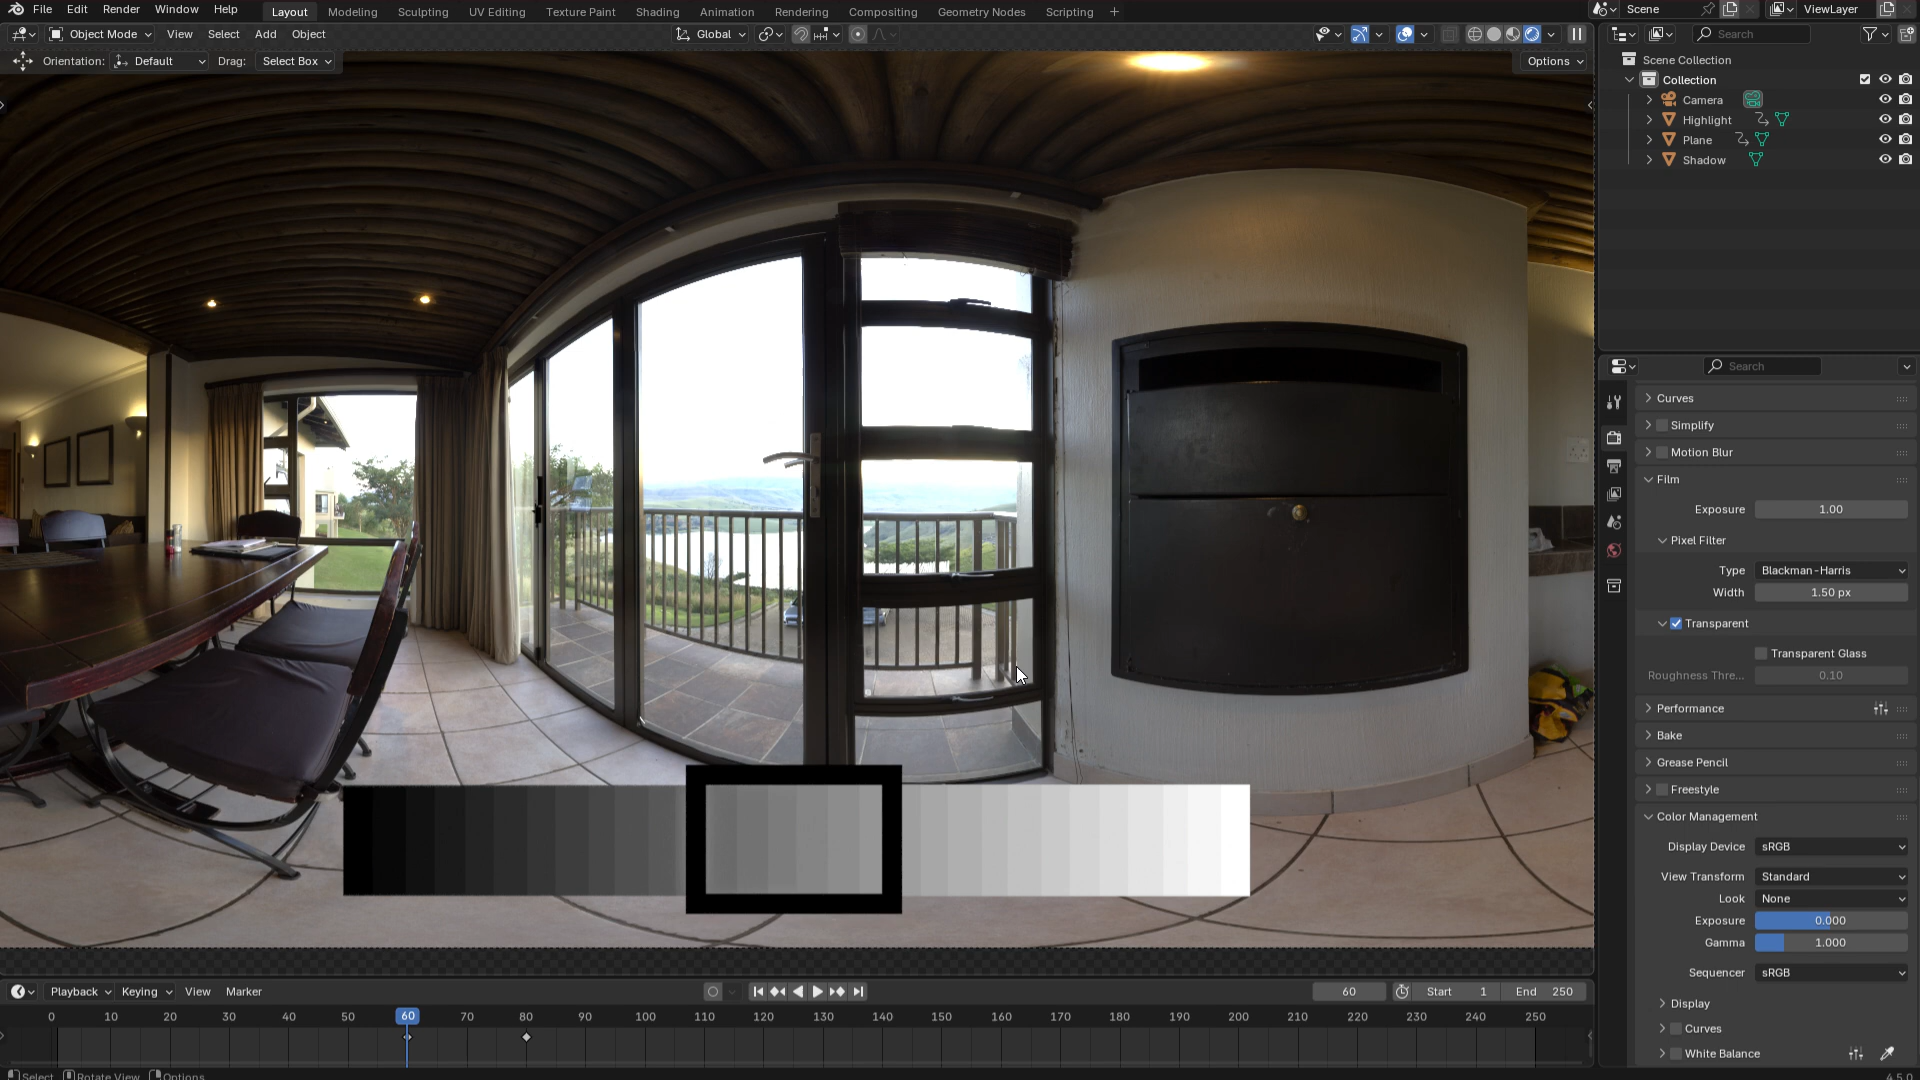 File Edit Render Window Help Layout Modeling Sculpting UV Editing Texture Paint Shading Animation Rendering Compositing Geometry Nodes Scripting + Scene ViewLayer
Object Mode View Select Add Object Global Search
Orientation: Default Drag: Select Box Options
Scene Collection
Collection
Camera
Highlight
Plane
Shadow
Search
Curves
Simplify
Motion Blur
Film
Exposure 1.00
Pixel Filter
Type Blackman-Harris
Width 1.50 px
Transparent
Transparent Glass
Roughness Thre... 0.10
Performance
Bake
Grease Pencil
Freestyle
Color Management
Display Device sRGB
View Transform Standard
Look None
Exposure 0.000
Gamma 1.000
Sequencer sRGB
Display
Curves
White Balance
Playback Keying View Marker 60 Start 1 End 250
0 10 20 30 40 50 60 70 80 90 100 110 120 130 140 150 160 170 180 190 200 210 220 230 240 250
Select Rotate View Options 4.5.0